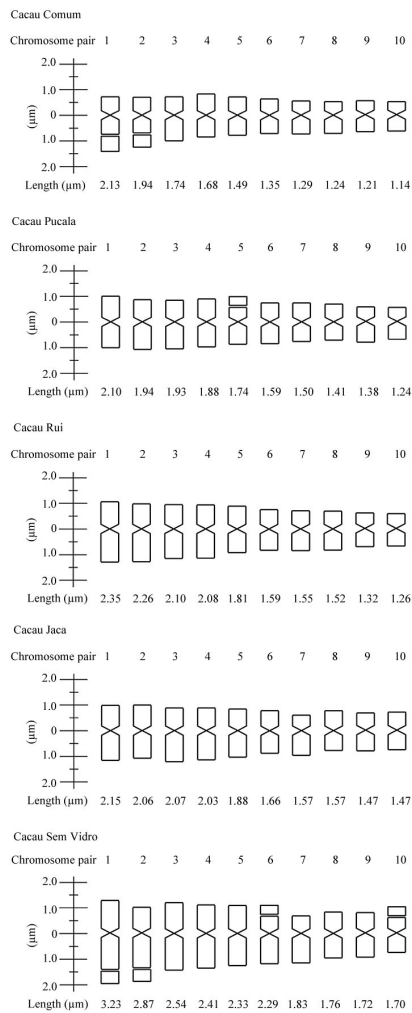 Cacau Comum
Chromosome pair 1 2 3 4 5 6 7 8 9 10
2.0
1.0
0
1.0
2.0
(μm)
Length (μm) 2.13 1.94 1.74 1.68 1.49 1.35 1.29 1.24 1.21 1.14
Cacau Pucala
Chromosome pair 1 2 3 4 5 6 7 8 9 10
2.0
1.0
0
1.0
2.0
(μm)
Length (μm) 2.10 1.94 1.93 1.88 1.74 1.59 1.50 1.41 1.38 1.24
Cacau Rui
Chromosome pair 1 2 3 4 5 6 7 8 9 10
2.0
1.0
0
1.0
2.0
(μm)
Length (μm) 2.35 2.26 2.10 2.08 1.81 1.59 1.55 1.52 1.32 1.26
Cacau Jaca
Chromosome pair 1 2 3 4 5 6 7 8 9 10
2.0
1.0
0
1.0
2.0
(μm)
Length (μm) 2.15 2.06 2.07 2.03 1.88 1.66 1.57 1.57 1.47 1.47
Cacau Sem Vidro
Chromosome pair 1 2 3 4 5 6 7 8 9 10
2.0
1.0
0
1.0
2.0
(μm)
Length (μm) 3.23 2.87 2.54 2.41 2.33 2.29 1.83 1.76 1.72 1.70